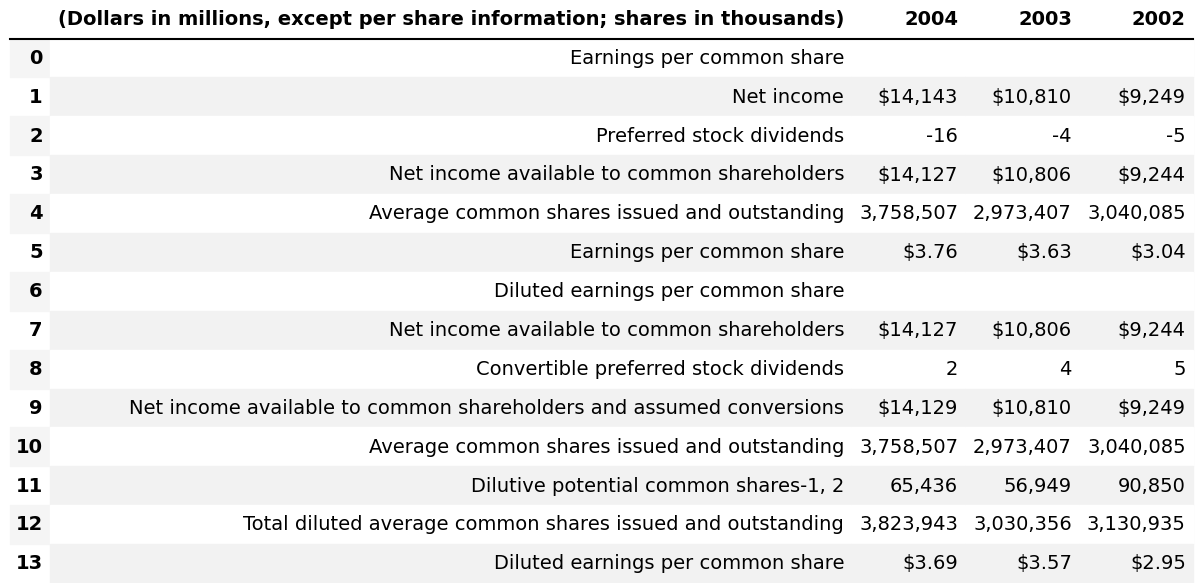 (Dollars in millions, except per share information; shares in thousands) 2004 2003 2002
0 Earnings per common share
1 Net income $14,143 $10,810 $9,249
2 Preferred stock dividends -16 -4 -5
3 Net income available to common shareholders $14,127 $10,806 $9,244
4 Average common shares issued and outstanding 3,758,507 2,973,407 3,040,085
5 Earnings per common share $3.76 $3.63 $3.04
6 Diluted earnings per common share
7 Net income available to common shareholders $14,127 $10,806 $9,244
8 Convertible preferred stock dividends 2 4 5
9 Net income available to common shareholders and assumed conversions $14,129 $10,810 $9,249
10 Average common shares issued and outstanding 3,758,507 2,973,407 3,040,085
11 Dilutive potential common shares-1, 2 65,436 56,949 90,850
12 Total diluted average common shares issued and outstanding 3,823,943 3,030,356 3,130,935
13 Diluted earnings per common share $3.69 $3.57 $2.95